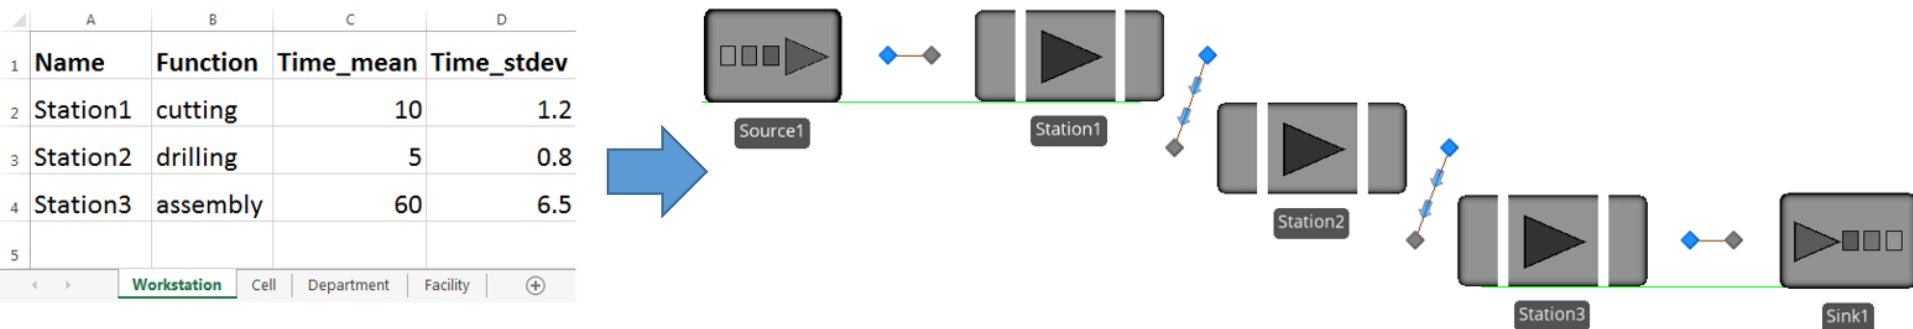 A B C D
1 Name Function Time_mean Time_stdev
2 Station1 cutting 10 1.2
3 Station2 drilling 5 0.8
4 Station3 assembly 60 6.5
5
Workstation Cell Department Facility
Source1
Station1
Station2
Station3
Sink1